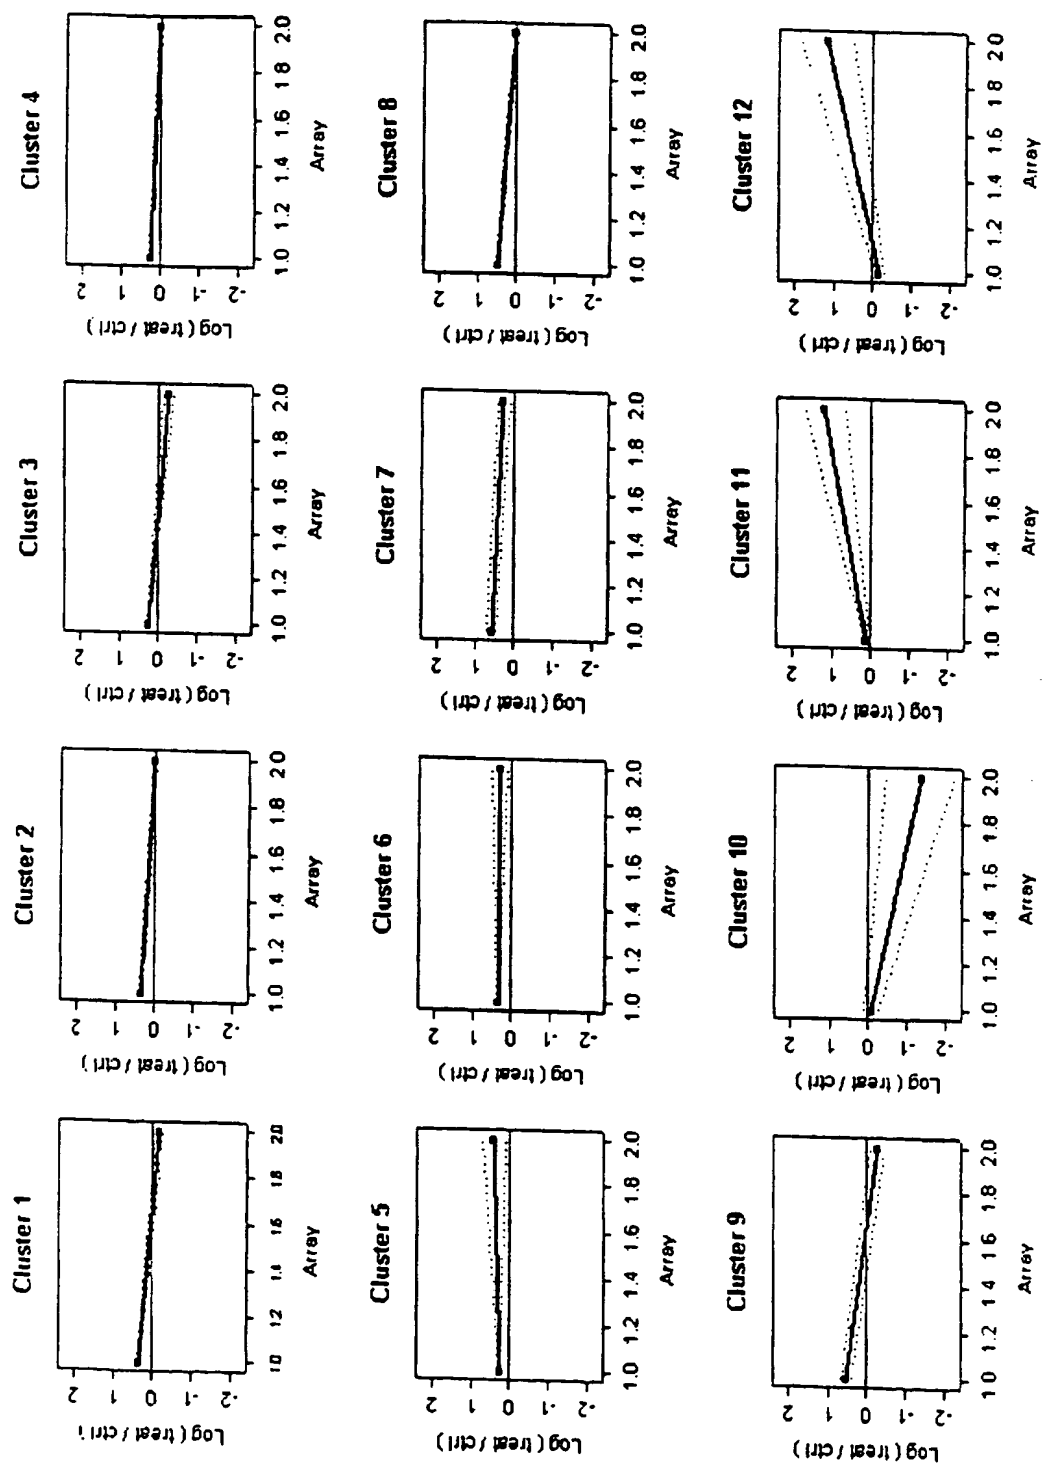 Cluster 1
Log ( treat / ctrl )
2 1 0 -1 -2
1.0 1.2 1.4 1.6 1.8 2.0
Array
Cluster 2
Log ( treat / ctrl )
2 1 0 -1 -2
1.0 1.2 1.4 1.6 1.8 2.0
Array
Cluster 3
Log ( treat / ctrl )
2 1 0 -1 -2
1.0 1.2 1.4 1.6 1.8 2.0
Array
Cluster 4
Log ( treat / ctrl )
2 1 0 -1 -2
1.0 1.2 1.4 1.6 1.8 2.0
Array
Cluster 5
Log ( treat / ctrl )
2 1 0 -1 -2
1.0 1.2 1.4 1.6 1.8 2.0
Array
Cluster 6
Log ( treat / ctrl )
2 1 0 -1 -2
1.0 1.2 1.4 1.6 1.8 2.0
Array
Cluster 7
Log ( treat / ctrl )
2 1 0 -1 -2
1.0 1.2 1.4 1.6 1.8 2.0
Array
Cluster 8
Log ( treat / ctrl )
2 1 0 -1 -2
1.0 1.2 1.4 1.6 1.8 2.0
Array
Cluster 9
Log ( treat / ctrl )
2 1 0 -1 -2
1.0 1.2 1.4 1.6 1.8 2.0
Array
Cluster 10
Log ( treat / ctrl )
2 1 0 -1 -2
1.0 1.2 1.4 1.6 1.8 2.0
Array
Cluster 11
Log ( treat / ctrl )
2 1 0 -1 -2
1.0 1.2 1.4 1.6 1.8 2.0
Array
Cluster 12
Log ( treat / ctrl )
2 1 0 -1 -2
1.0 1.2 1.4 1.6 1.8 2.0
Array